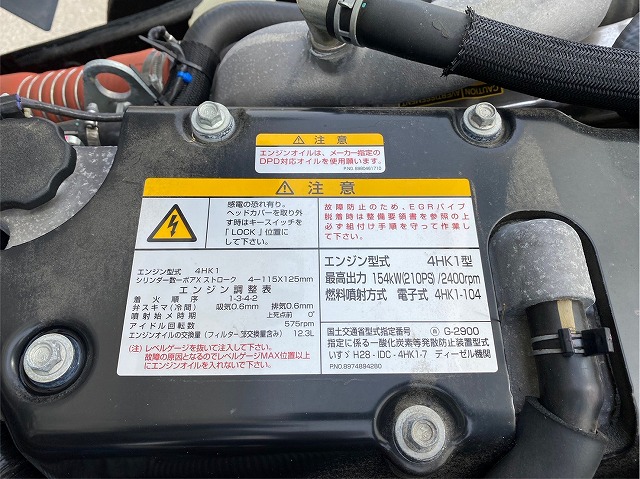 CAUTION / AVERTISSEMENT
注意
エンジンオイルは、メーカー指定の
DPD対応オイルを使用願います.
P.NO.8980461710
注意
感電の恐れ有り。
ヘッドカバーを取り外
す時はキースイッチを
「LOCK」位置に
して下さい。
故障防止のため、EGRパイプ
脱着時は整備要領書を参照の上
必ず組付け手順を守って作業し
て下さい。
エンジン型式 4HK1
シリンダー数ーボアX ストローク 4-115X125mm
エンジン調整表
着火順序 1-3-4-2
弁スキマ(冷間) 吸気0.6mm 排気0.6mm
噴射始メ時期 上死点前 0°
アイドル回転数 575rpm
エンジンオイルの交換量(フィルター交換量含み) 12.3L
(注)レベルゲージを抜いて注入して下さい。
故障の原因となるのでレベルゲージMAX位置以上
にエンジンオイルを入れないで下さい。
エンジン型式 4HK1型
最高出力 154kW(210PS)/2400rpm
燃料噴射方式 電子式 4HK1-104
国土交通省型式指定番号 G-2900
指定に係る一酸化炭素等発散防止装置型式
いすゞH28・IDC・4HK1-7 ディーゼル機関
P.NO.8974894260